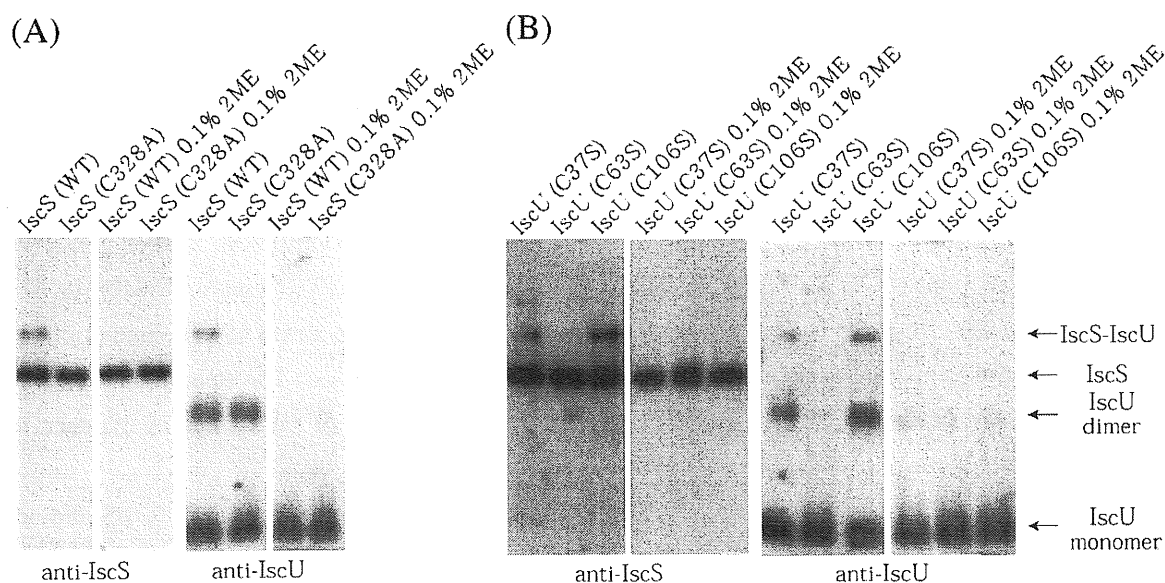 (A)
IscS (WT)
IscS (C328A)
IscS (WT) 0.1% 2ME
IscS (C328A) 0.1% 2ME
IscS (WT)
IscS (C328A)
IscS (WT) 0.1% 2ME
IscS (C328A) 0.1% 2ME
anti-IscS
anti-IscU
(B)
IscU (C37S)
IscU (C63S)
IscU (C106S)
IscU (C37S) 0.1% 2ME
IscU (C63S) 0.1% 2ME
IscU (C106S) 0.1% 2ME
IscU (C37S)
IscU (C63S)
IscU (C106S)
IscU (C37S) 0.1% 2ME
IscU (C63S) 0.1% 2ME
IscU (C106S) 0.1% 2ME
IscS-IscU
IscS
IscU
dimer
IscU
monomer
anti-IscS
anti-IscU